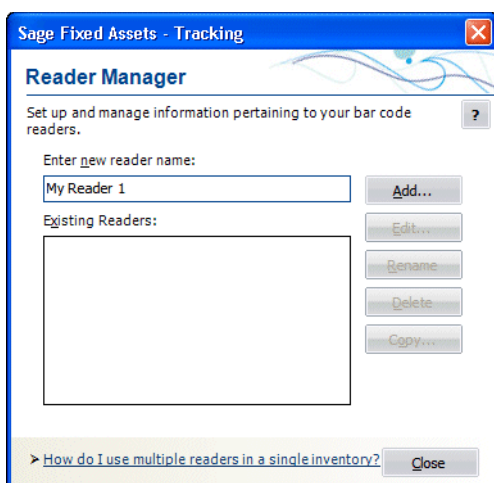 Sage Fixed Assets - Tracking
Reader Manager
Set up and manage information pertaining to your bar code
readers.
?
Enter new reader name:
My Reader 1
Add...
Existing Readers:
Edit...
Rename
Delete
Copy...
➤ How do I use multiple readers in a single inventory?
Close